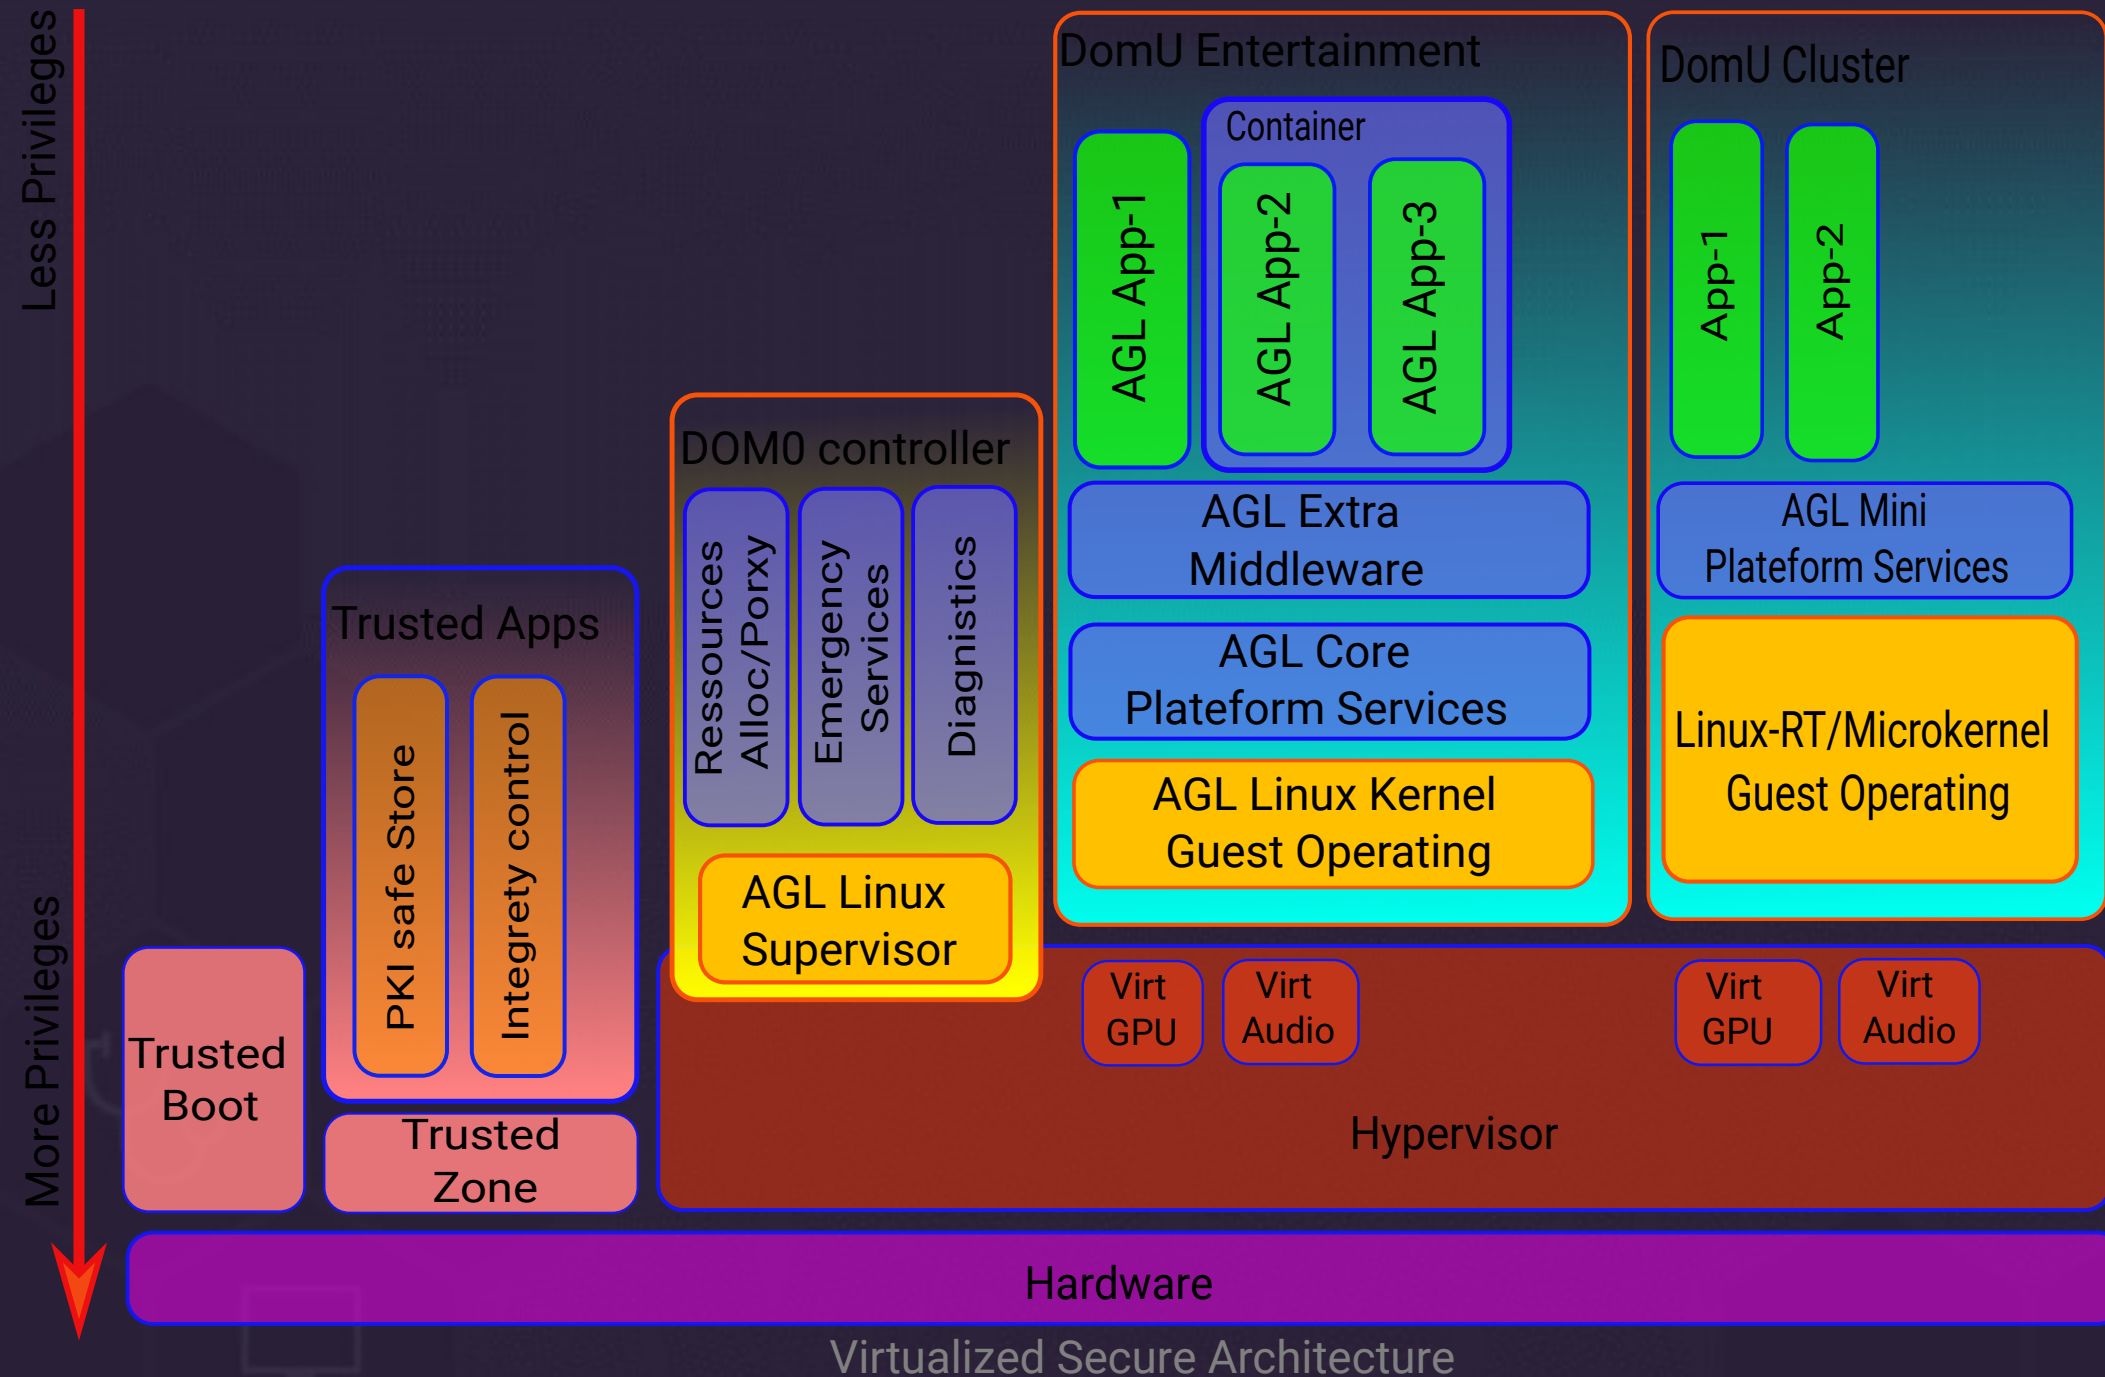 Less Privileges
More Privileges
DomU Entertainment
Container
AGL App-1
AGL App-2
AGL App-3
AGL Extra
Middleware
AGL Core
Plateform Services
AGL Linux Kernel
Guest Operating
DomU Cluster
App-1
App-2
AGL Mini
Plateform Services
Linux-RT/Microkernel
Guest Operating
DOM0 controller
Ressources
Alloc/Porxy
Emergency
Services
Diagnistics
AGL Linux
Supervisor
Trusted Apps
PKI safe Store
Integrety control
Trusted
Boot
Trusted
Zone
Virt
GPU
Virt
Audio
Virt
GPU
Virt
Audio
Hypervisor
Hardware
Virtualized Secure Architecture